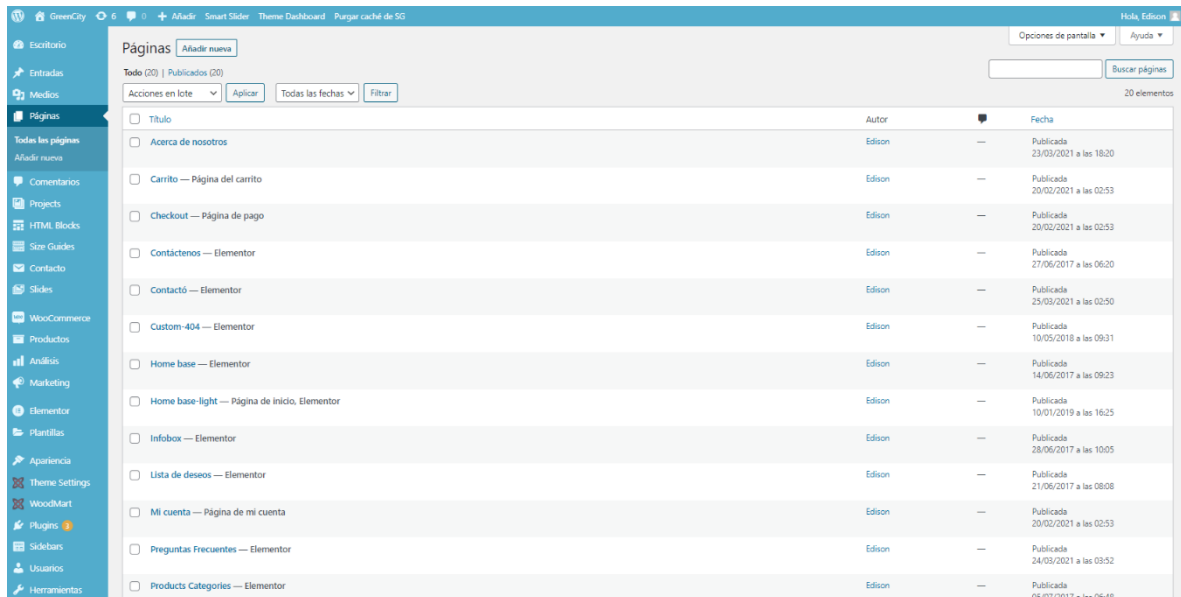 GreenCity 6 0 + Añadir Smart Slider Theme Dashboard Purgar caché de SG Hola, Edison
Opciones de pantalla ▼ Ayuda ▼
Escritorio
Entradas
Medios
Páginas
Todas las páginas
Añadir nueva
Comentarios
Projects
HTML Blocks
Size Guides
Contacto
Slides
WooCommerce
Productos
Análisis
Marketing
Elementor
Plantillas
Apariencia
Theme Settings
WoodMart
Plugins 3
Sidebars
Usuarios
Herramientas
Páginas Añadir nueva
Todo (20) | Publicados (20)
Buscar páginas
Acciones en lote Aplicar Todas las fechas Filtrar 20 elementos
Título Autor Fecha
Acerca de nosotros Edison — Publicada
23/03/2021 a las 18:20
Carrito — Página del carrito Edison — Publicada
20/02/2021 a las 02:53
Checkout — Página de pago Edison — Publicada
20/02/2021 a las 02:53
Contáctenos — Elementor Edison — Publicada
27/06/2017 a las 06:20
Contactó — Elementor Edison — Publicada
25/03/2021 a las 02:50
Custom-404 — Elementor Edison — Publicada
10/05/2018 a las 09:31
Home base — Elementor Edison — Publicada
14/06/2017 a las 09:23
Home base-light — Página de inicio, Elementor Edison — Publicada
10/01/2019 a las 16:25
Infobox — Elementor Edison — Publicada
28/06/2017 a las 10:05
Lista de deseos — Elementor Edison — Publicada
21/06/2017 a las 08:08
Mi cuenta — Página de mi cuenta Edison — Publicada
20/02/2021 a las 02:53
Preguntas Frecuentes — Elementor Edison — Publicada
24/03/2021 a las 03:52
Products Categories — Elementor Edison — Publicada